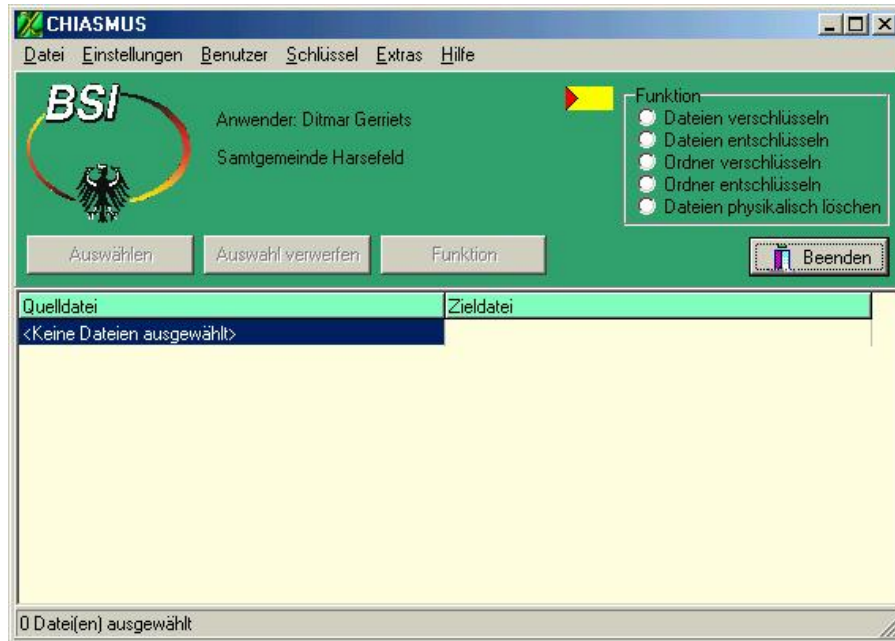 CHIASMUS
Datei Einstellungen Benutzer Schlüssel Extras Hilfe
BSI
Anwender: Ditmar Gerriets
Samtgemeinde Harsefeld
Funktion
Dateien verschlüsseln
Dateien entschlüsseln
Ordner verschlüsseln
Ordner entschlüsseln
Dateien physikalisch löschen
Auswählen Auswahl verwerfen Funktion Beenden
Quelldatei Zieldatei
<Keine Dateien ausgewählt>
0 Datei(en) ausgewählt